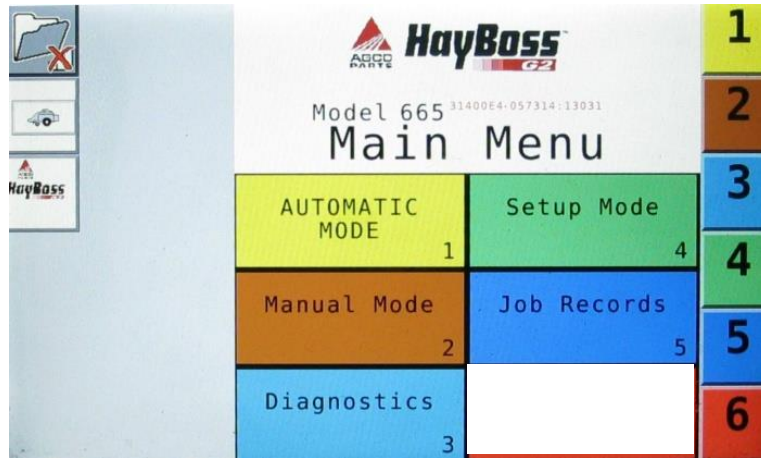 HayBoss
AGCO
PARTS
G2
Model 665 31400E4-057314:13031
Main Menu
AUTOMATIC
MODE
1
Setup Mode
4
Manual Mode
2
Job Records
5
Diagnostics
3
HayBoss
1
2
3
4
5
6